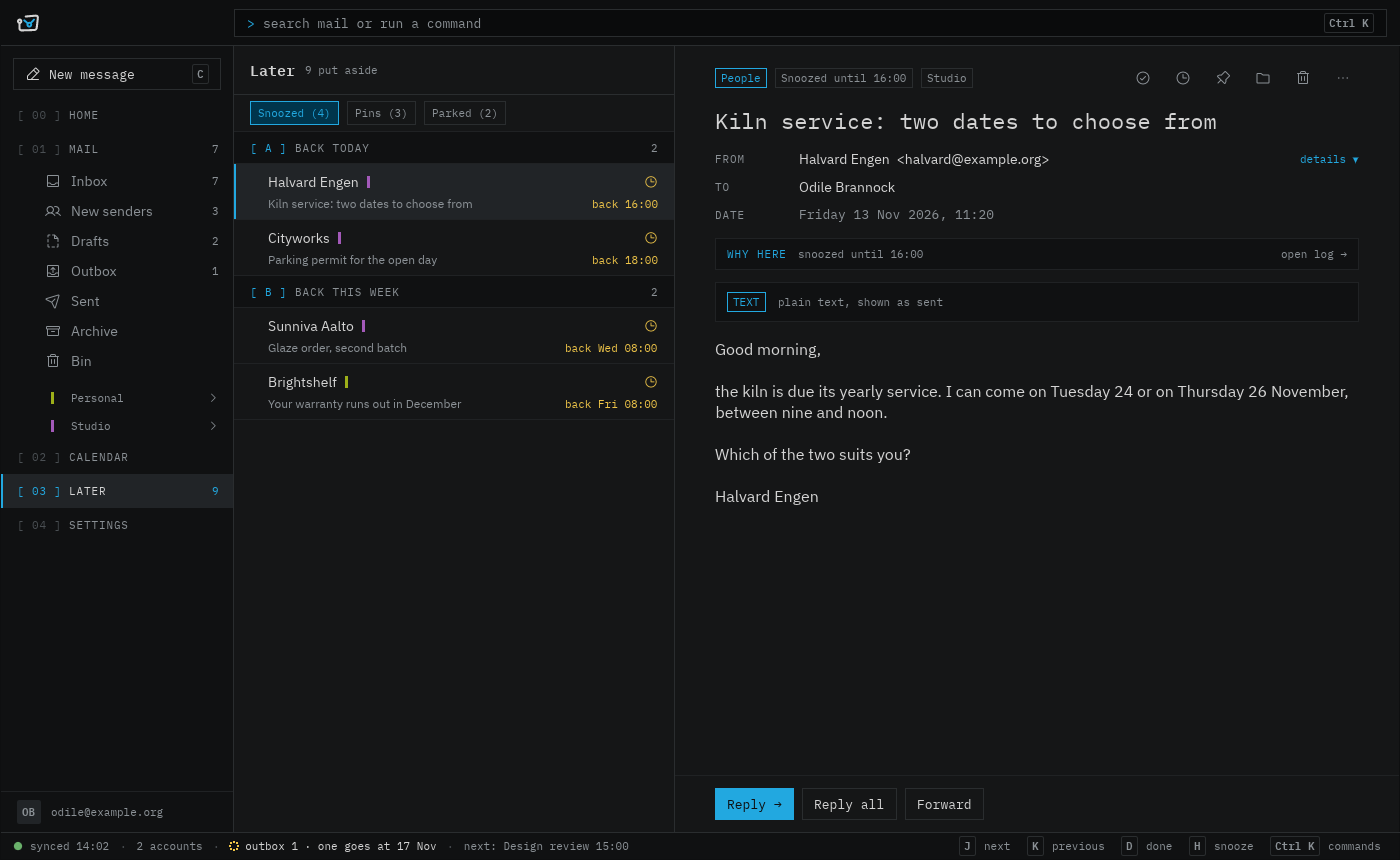 > search mail or run a command Ctrl K
New message C
[ 00 ] HOME
[ 01 ] MAIL 7
Inbox 7
New senders 3
Drafts 2
Outbox 1
Sent
Archive
Bin
Personal
Studio
[ 02 ] CALENDAR
[ 03 ] LATER 9
[ 04 ] SETTINGS
OB odile@example.org
Later 9 put aside
Snoozed (4) Pins (3) Parked (2)
[ A ] BACK TODAY 2
Halvard Engen
Kiln service: two dates to choose from back 16:00
Cityworks
Parking permit for the open day back 18:00
[ B ] BACK THIS WEEK 2
Sunniva Aalto
Glaze order, second batch back Wed 08:00
Brightshelf
Your warranty runs out in December back Fri 08:00
People Snoozed until 16:00 Studio
Kiln service: two dates to choose from
FROM Halvard Engen <halvard@example.org> details ▾
TO Odile Brannock
DATE Friday 13 Nov 2026, 11:20
WHY HERE snoozed until 16:00 open log →
TEXT plain text, shown as sent
Good morning,
the kiln is due its yearly service. I can come on Tuesday 24 or on Thursday 26 November,
between nine and noon.
Which of the two suits you?
Halvard Engen
Reply → Reply all Forward
synced 14:02 · 2 accounts · outbox 1 · one goes at 17 Nov · next: Design review 15:00 J next K previous D done H snooze Ctrl K commands